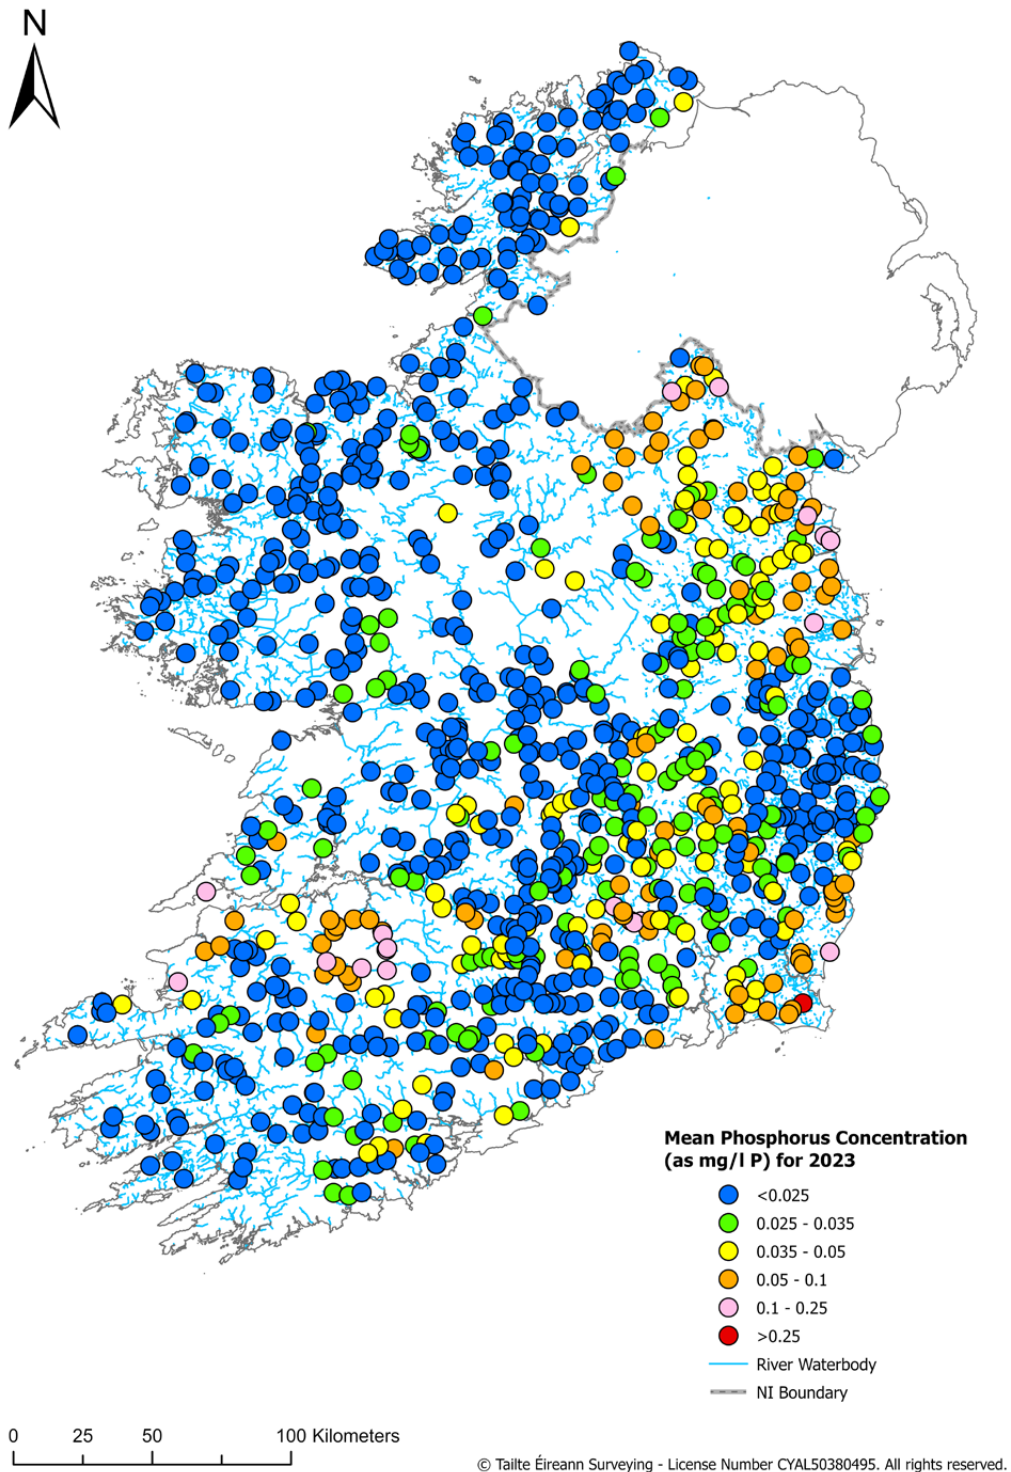 N
Mean Phosphorus Concentration
(as mg/l P) for 2023
<0.025
0.025 - 0.035
0.035 - 0.05
0.05 - 0.1
0.1 - 0.25
>0.25
River Waterbody
NI Boundary
0 25 50 100 Kilometers
© Tailte Éireann Surveying - License Number CYAL50380495. All rights reserved.